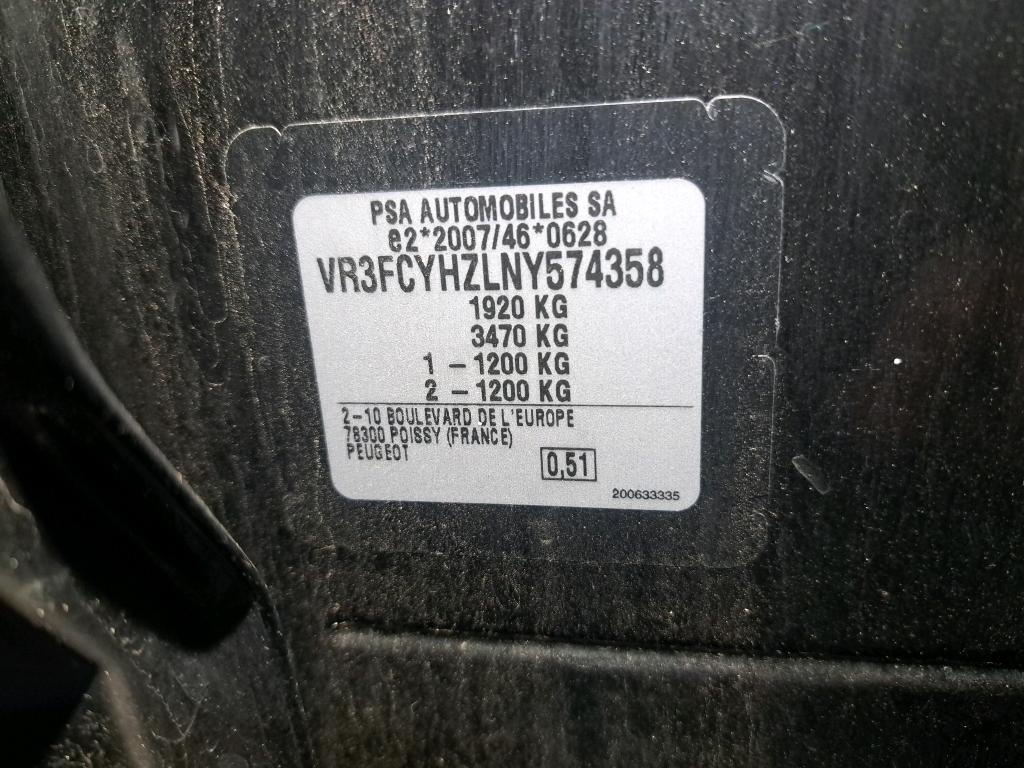 PSA AUTOMOBILES SA
e2*2007/46*0628
VR3FCYHZLNY574358
1920 KG
3470 KG
1 – 1200 KG
2 – 1200 KG
2–10 BOULEVARD DE L'EUROPE
78300 POISSY (FRANCE)
PEUGEOT
0,51
200633335